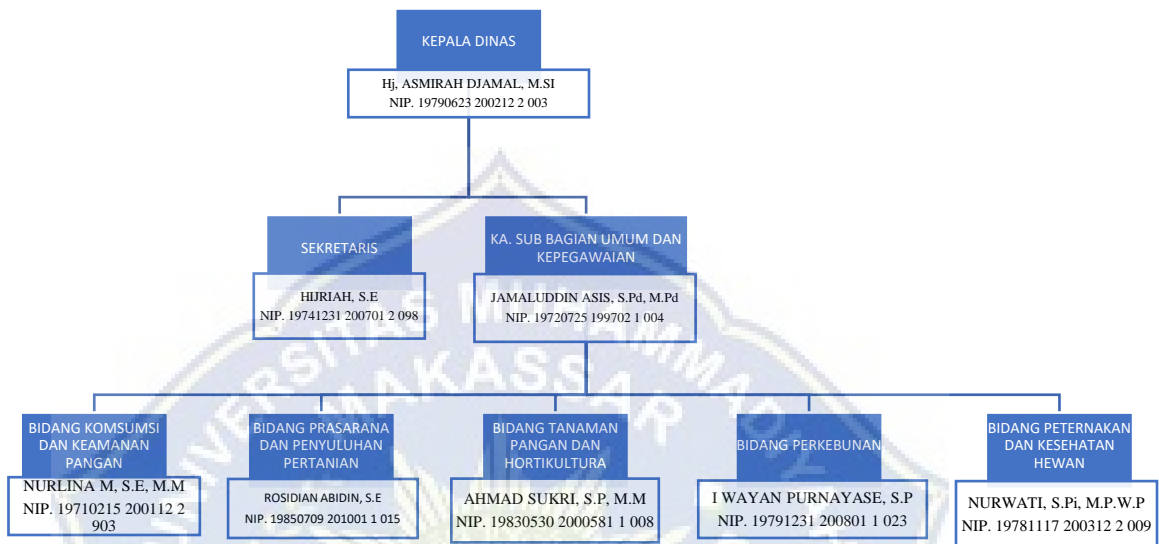 KEPALA DINAS
Hj, ASMIRAH DJAMAL, M.SI
NIP. 19790623 200212 2 003
SEKRETARIS
HIJRIAH, S.E
NIP. 19741231 200701 2 098
KA. SUB BAGIAN UMUM DAN
KEPEGAWAIAN
JAMALUDDIN ASIS, S.Pd, M.Pd
NIP. 19720725 199702 1 004
BIDANG KOMSUMSI
DAN KEAMANAN
PANGAN
NURLINA M, S.E, M.M
NIP. 19710215 200112 2
903
BIDANG PRASARANA
DAN PENYULUHAN
PERTANIAN
ROSIDIAN ABIDIN, S.E
NIP. 19850709 201001 1 015
BIDANG TANAMAN
PANGAN DAN
HORTIKULTURA
AHMAD SUKRI, S.P, M.M
NIP. 19830530 2000581 1 008
BIDANG PERKEBUNAN
I WAYAN PURNAYASE, S.P
NIP. 19791231 200801 1 023
BIDANG PETERNAKAN
DAN KESEHATAN
HEWAN
NURWATI, S.Pi, M.P.W.P
NIP. 19781117 200312 2 009
UNIVERSITAS MUHAMMADIYA
MAKASSAR